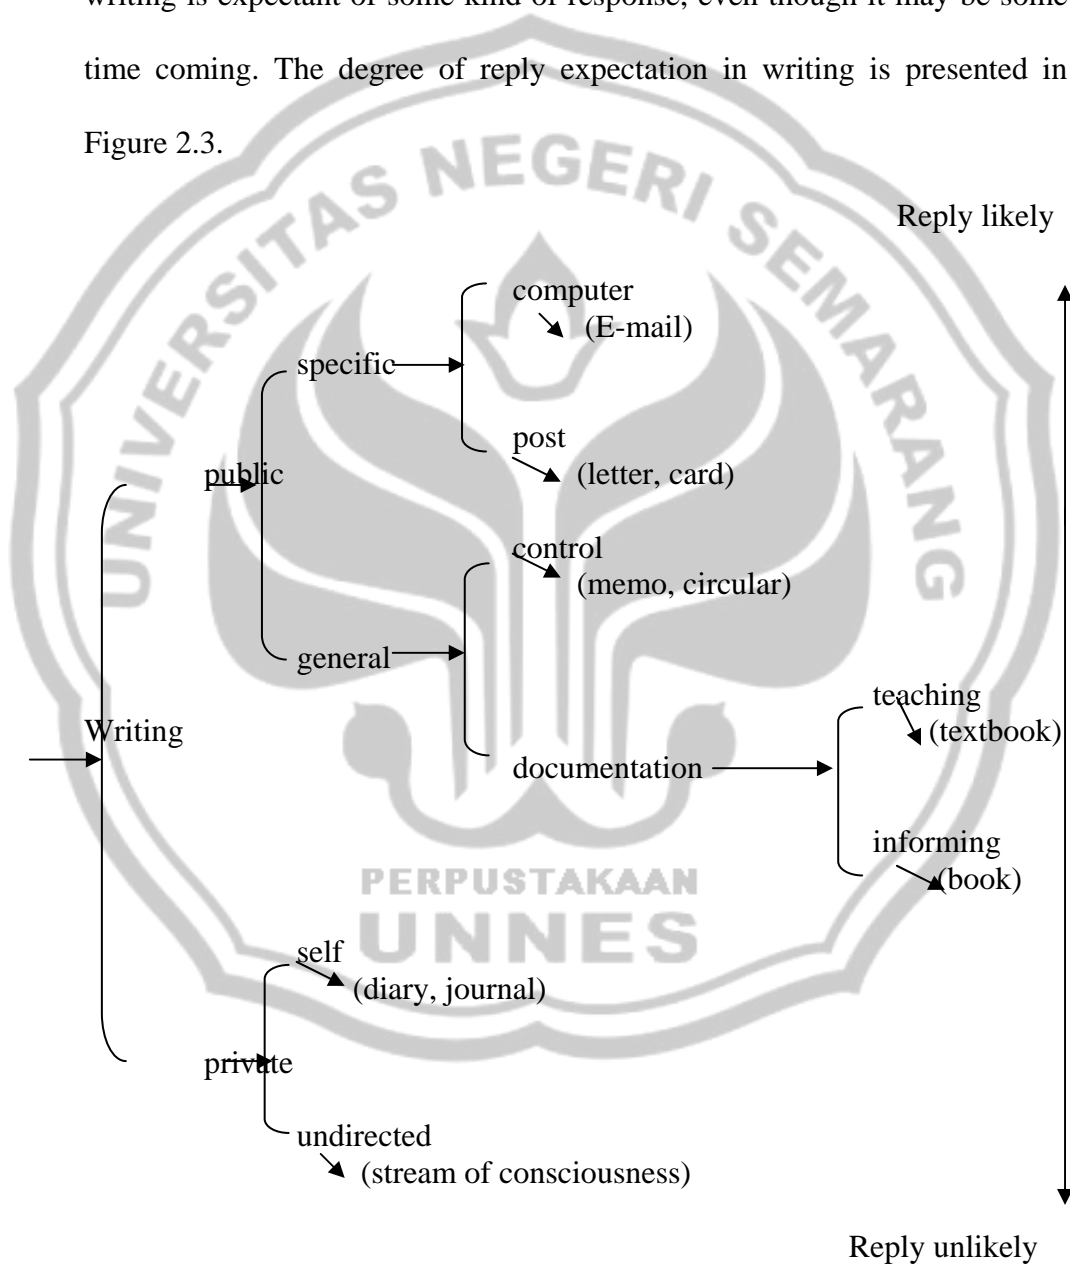 writing is expectant of some kind of response, even though it may be some
time coming. The degree of reply expectation in writing is presented in
Figure 2.3.
UNIVERSITAS NEGERI SEMARANG
Reply likely
computer
(E-mail)
specific
post
public
(letter, card)
control
(memo, circular)
general
teaching
Writing
(textbook)
documentation
informing
PERPUSTAKAAN
(book)
UNNES
self
(diary, journal)
private
undirected
(stream of consciousness)
Reply unlikely